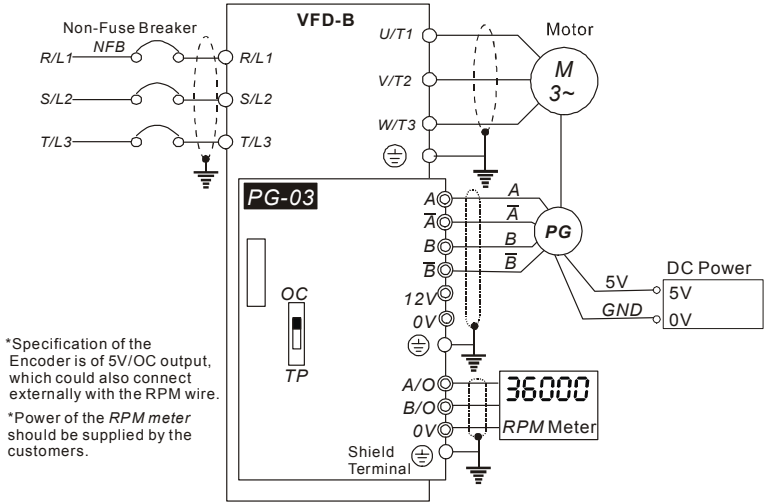 Non-Fuse Breaker
NFB
R/L1
S/L2
T/L3
VFD-B
R/L1
S/L2
T/L3
U/T1
V/T2
W/T3
Motor
M
3~
PG-03
OC
TP
A
A̅
B
B̅
12V
0V
A
A̅
B
B̅
PG
5V
GND
DC Power
5V
0V
A/O
B/O
0V
Shield
Terminal
36000
RPM Meter
*Specification of the
Encoder is of 5V/OC output,
which could also connect
externally with the RPM wire.
*Power of the RPM meter
should be supplied by the
customers.